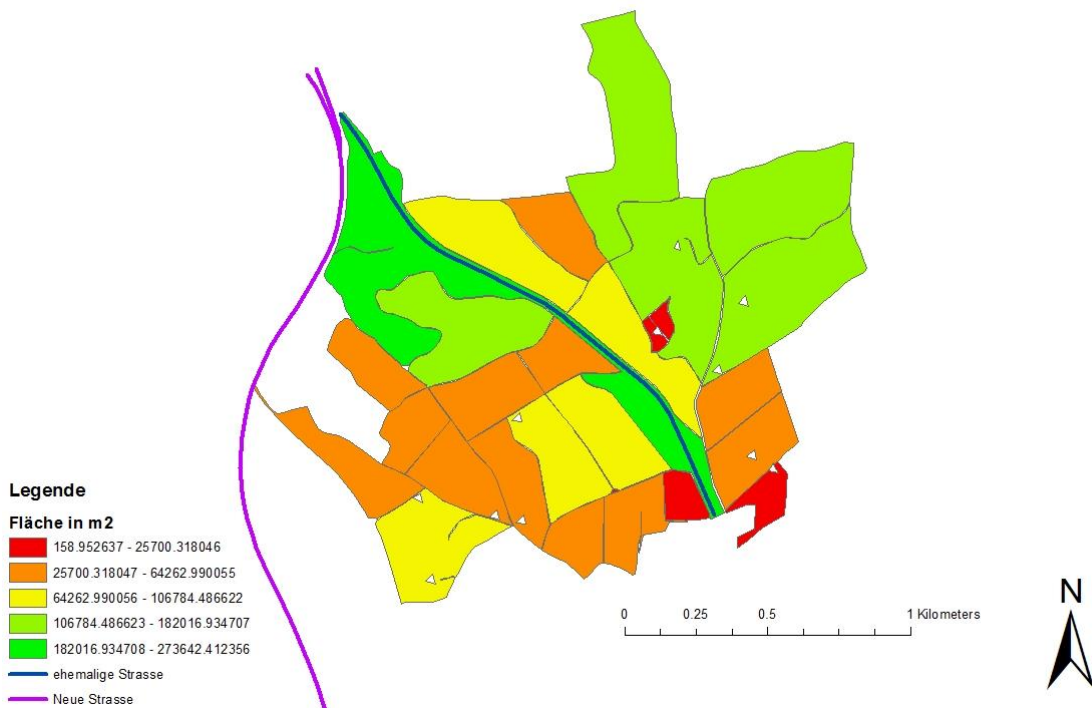 Legende
Fläche in m2
158.952637 - 25700.318046
25700.318047 - 64262.990055
64262.990056 - 106784.486622
106784.486623 - 182016.934707
182016.934708 - 273642.412356
ehemalige Strasse
Neue Strasse
0 0.25 0.5 1 Kilometers
N